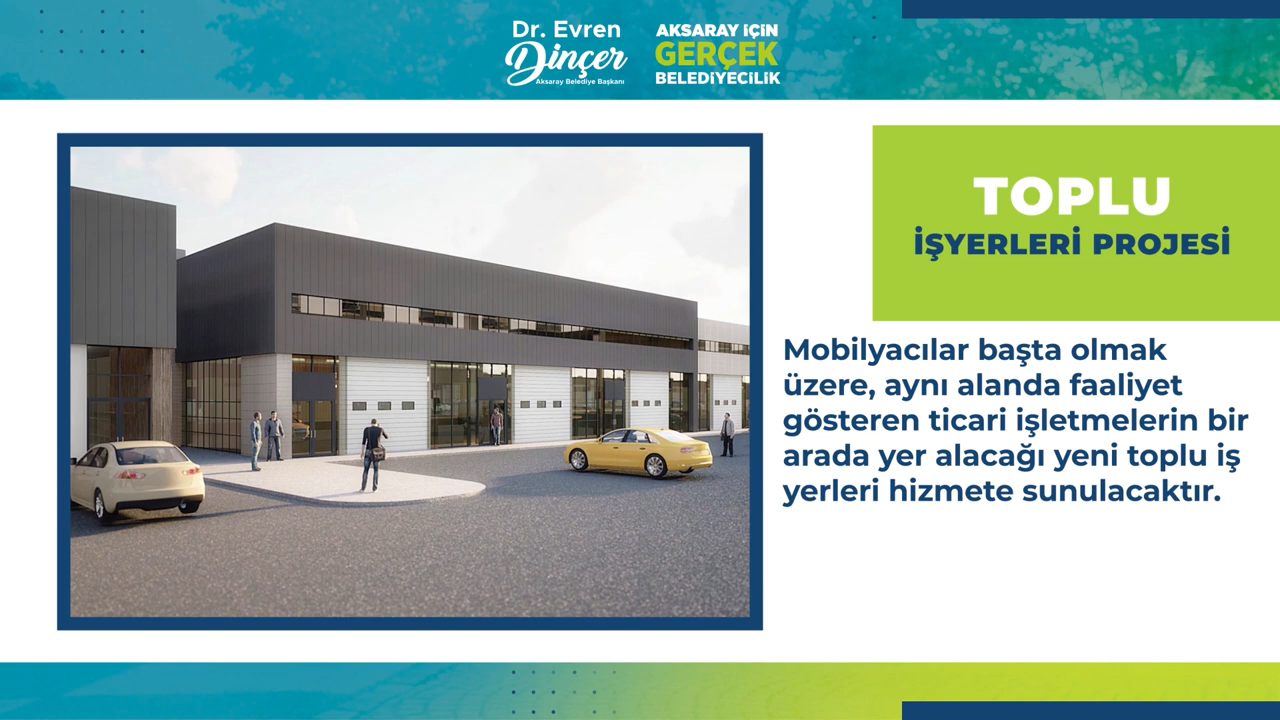 Dr. Evren
Dinçer
Aksaray Belediye Başkanı
AKSARAY İÇİN
GERÇEK
BELEDİYECİLİK
TOPLU
İŞYERLERİ PROJESİ
Mobilyacılar başta olmak
üzere, aynı alanda faaliyet
gösteren ticari işletmelerin bir
arada yer alacağı yeni toplu iş
yerleri hizmete sunulacaktır.